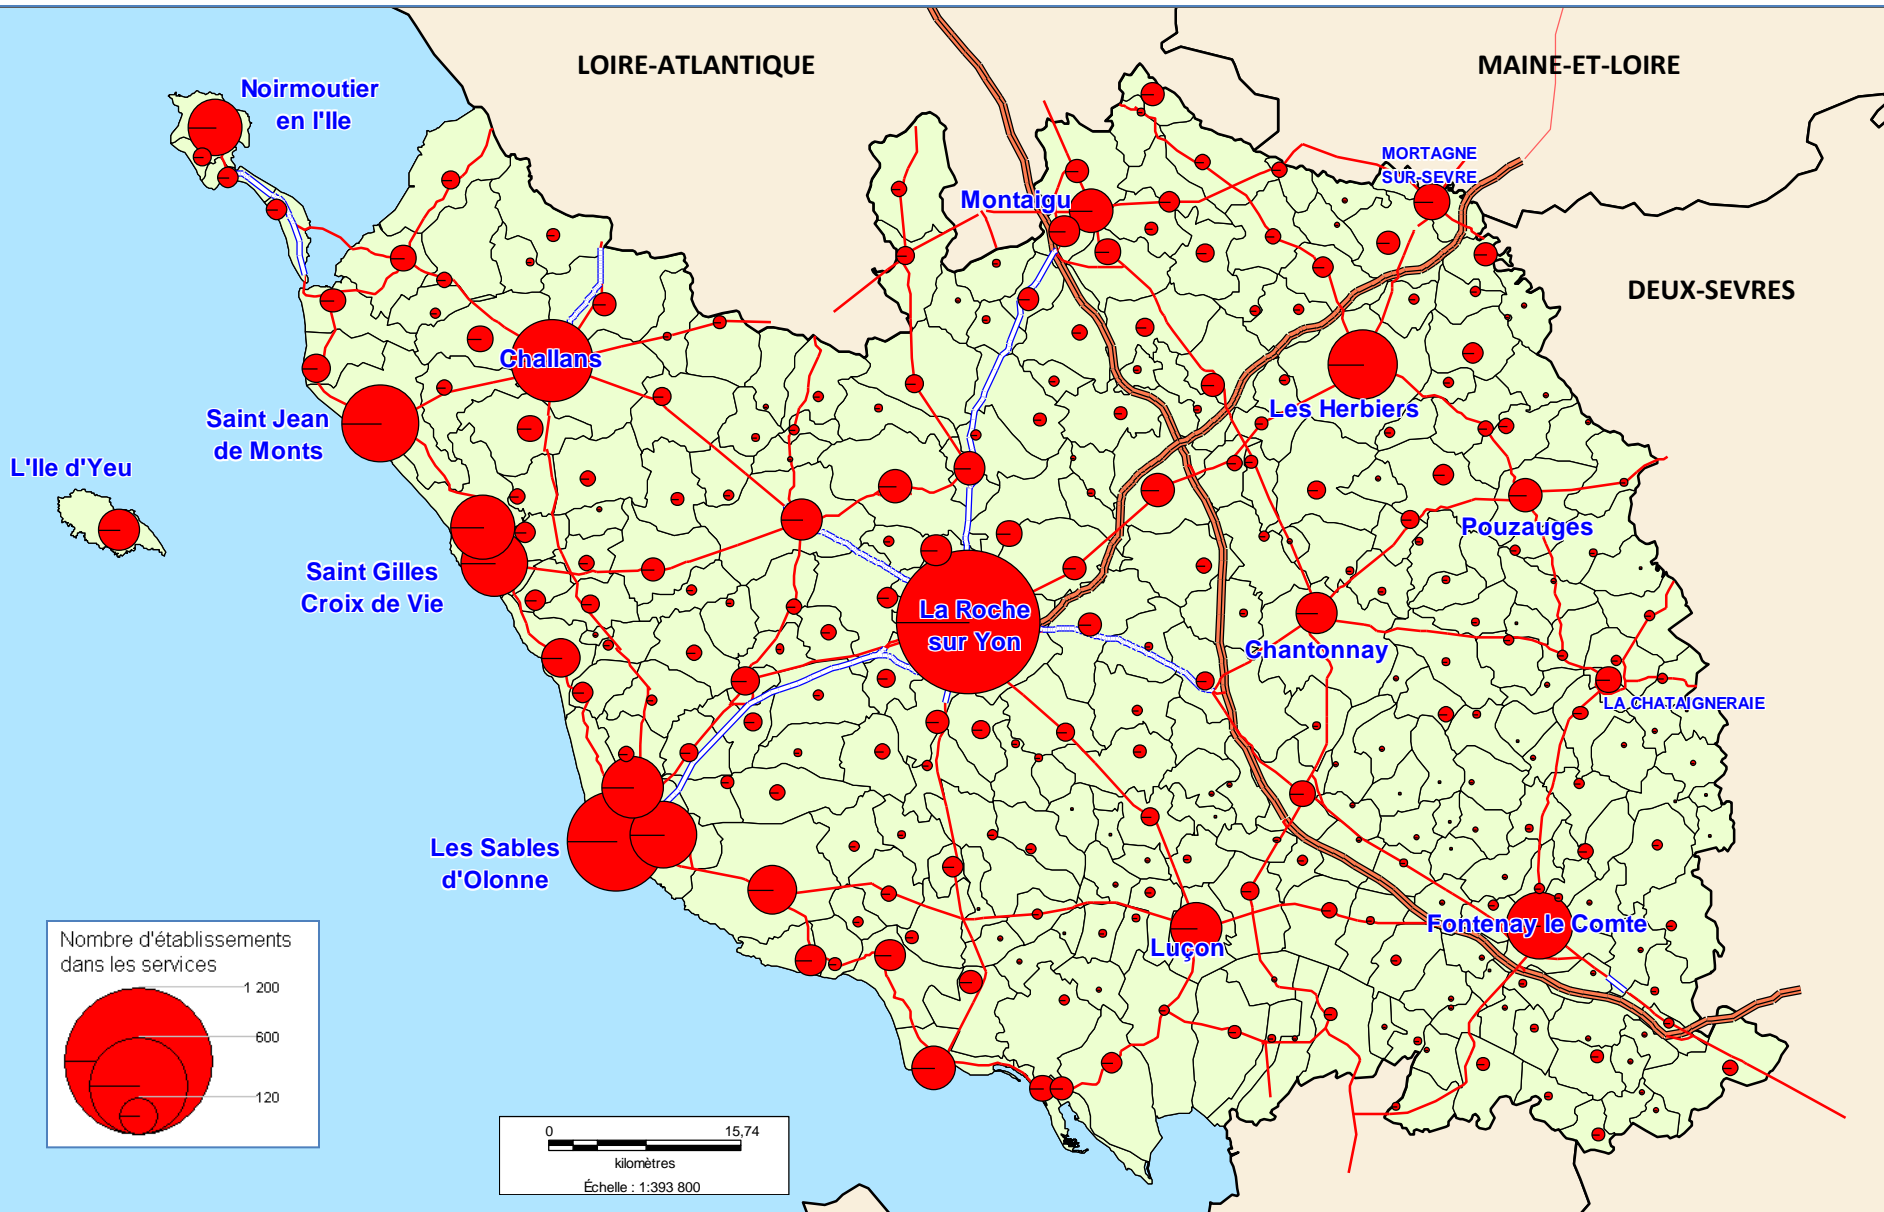 LOIRE-ATLANTIQUE
MAINE-ET-LOIRE
Noirmoutier
en l'Ile
MORTAGNE
SUR-SEVRE
Montaigu
DEUX-SEVRES
Challans
Saint Jean
de Monts
Les Herbiers
L'Ile d'Yeu
Pouzauges
Saint Gilles
Croix de Vie
La Roche
sur Yon
Chantonnay
LA CHATAIGNERAIE
Les Sables
d'Olonne
Fontenay le Comte
Luçon
Nombre d'établissements
dans les services
1 200
600
120
0 15,74
kilomètres
Échelle : 1:393 800